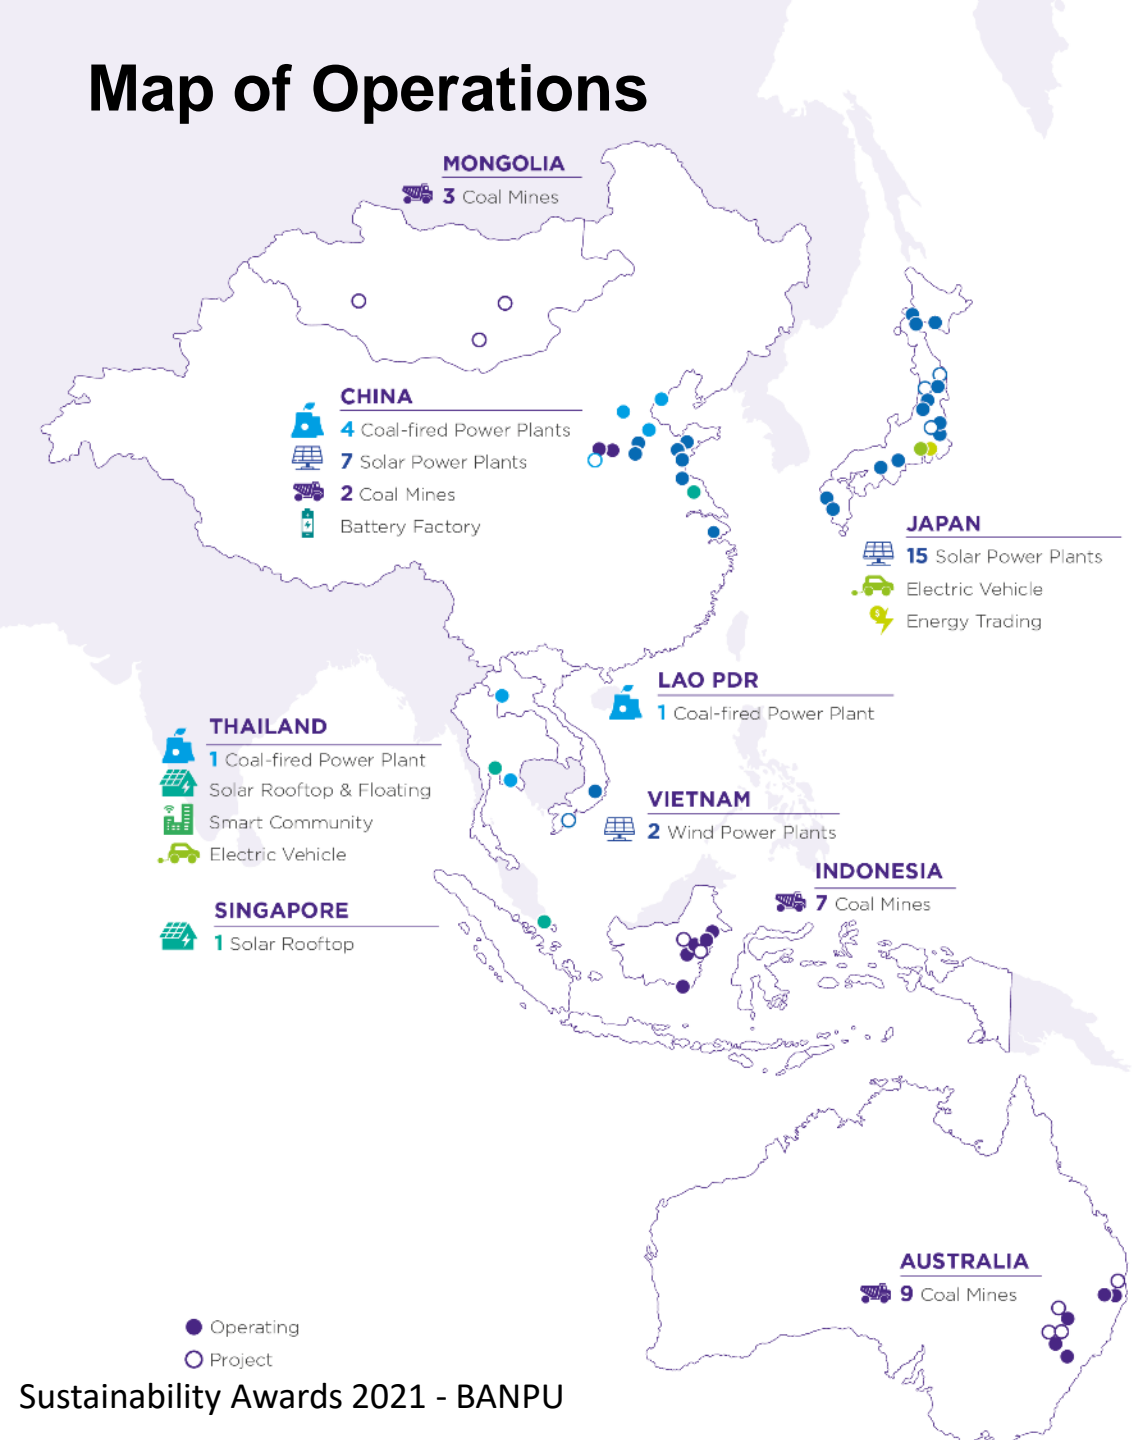 Map of Operations
MONGOLIA
3 Coal Mines
CHINA
4 Coal-fired Power Plants
7 Solar Power Plants
2 Coal Mines
Battery Factory
JAPAN
15 Solar Power Plants
Electric Vehicle
$
Energy Trading
LAO PDR
1 Coal-fired Power Plant
THAILAND
1 Coal-fired Power Plant
Solar Rooftop & Floating
Smart Community
Electric Vehicle
VIETNAM
2 Wind Power Plants
INDONESIA
7 Coal Mines
SINGAPORE
1 Solar Rooftop
AUSTRALIA
9 Coal Mines
Operating
Project
Sustainability Awards 2021 - BANPU